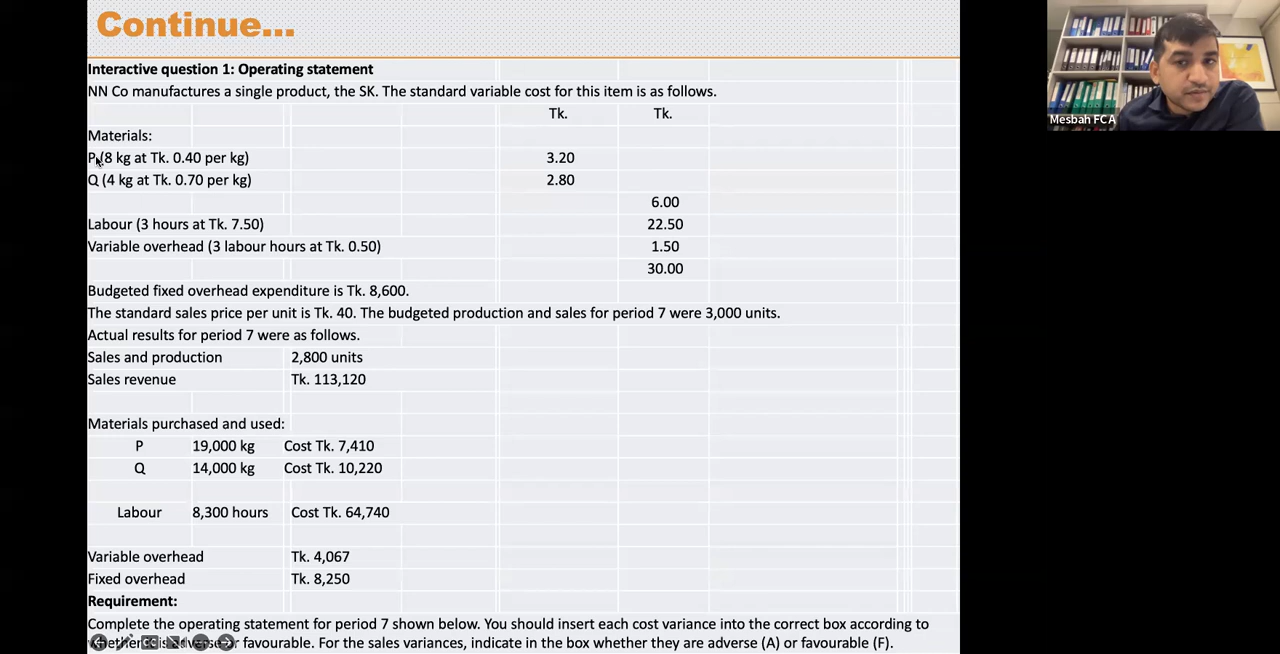 Continue...
Interactive question 1: Operating statement
NN Co manufactures a single product, the SK. The standard variable cost for this item is as follows.
Tk. Tk.
Materials:
P (8 kg at Tk. 0.40 per kg) 3.20
Q (4 kg at Tk. 0.70 per kg) 2.80
6.00
Labour (3 hours at Tk. 7.50) 22.50
Variable overhead (3 labour hours at Tk. 0.50) 1.50
30.00
Budgeted fixed overhead expenditure is Tk. 8,600.
The standard sales price per unit is Tk. 40. The budgeted production and sales for period 7 were 3,000 units.
Actual results for period 7 were as follows.
Sales and production 2,800 units
Sales revenue Tk. 113,120
Materials purchased and used:
P 19,000 kg Cost Tk. 7,410
Q 14,000 kg Cost Tk. 10,220
Labour 8,300 hours Cost Tk. 64,740
Variable overhead Tk. 4,067
Fixed overhead Tk. 8,250
Requirement:
Complete the operating statement for period 7 shown below. You should insert each cost variance into the correct box according to
whether it is adverse or favourable. For the sales variances, indicate in the box whether they are adverse (A) or favourable (F).
Mesbah FCA